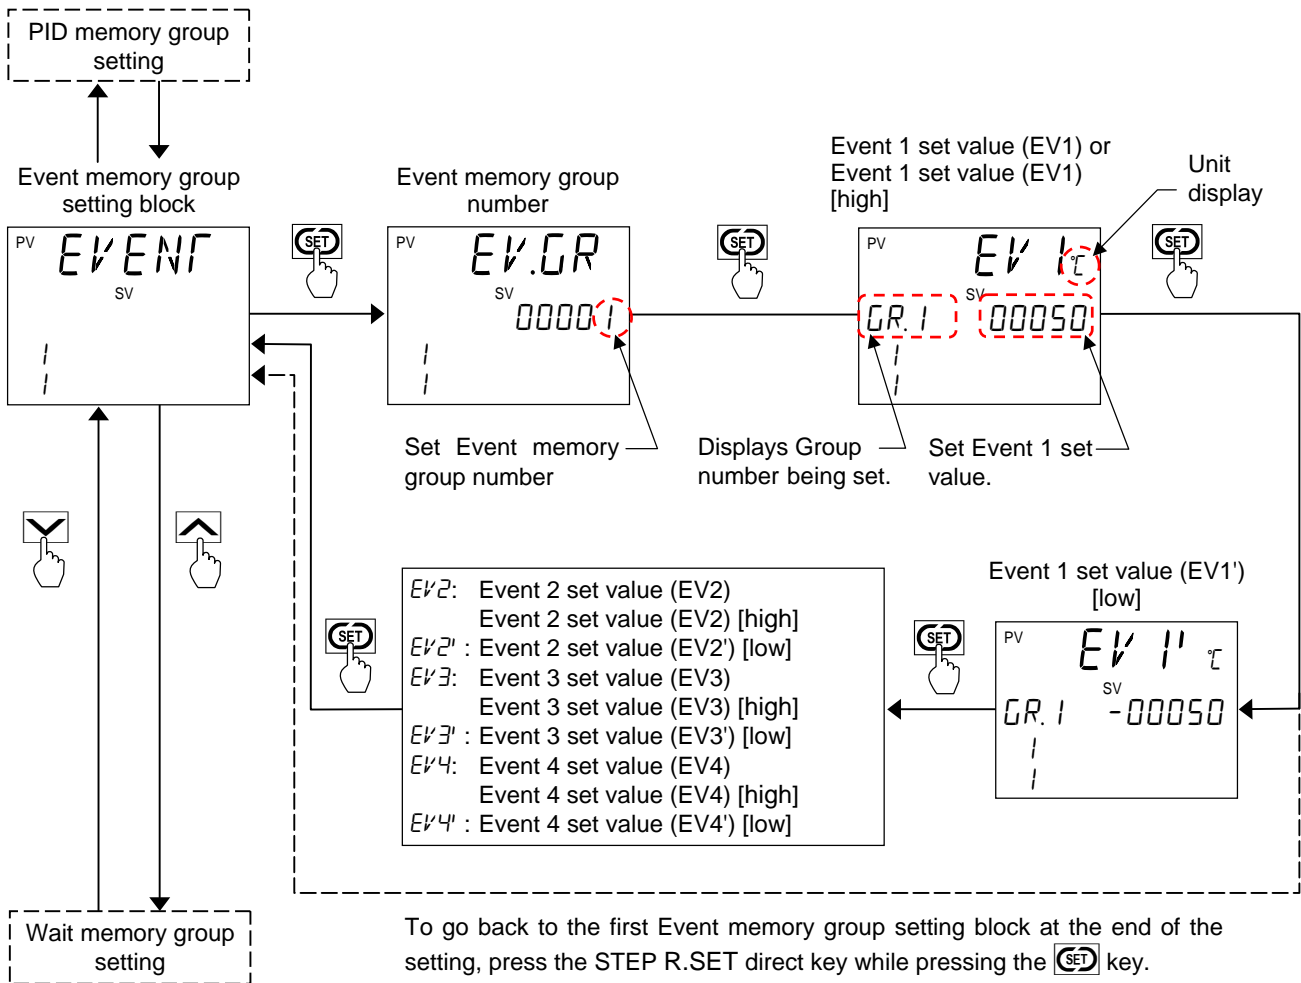 PID memory group
setting
Event memory group
setting block
PV
EVENT
SV
1
1
SET
Event memory group
number
PV
EV.GR
SV
00001
1
1
Set Event memory
group number
SET
Event 1 set value (EV1) or
Event 1 set value (EV1)
[high]
Unit
display
PV
EV 1
℃
SV
GR. 1
00050
1
1
Displays Group
number being set.
Set Event 1 set
value.
SET
Event 1 set value (EV1')
[low]
PV
EV 1'
℃
SV
GR. 1
-00050
1
1
SET
EV2: Event 2 set value (EV2)
Event 2 set value (EV2) [high]
EV2' : Event 2 set value (EV2') [low]
EV3: Event 3 set value (EV3)
Event 3 set value (EV3) [high]
EV3' : Event 3 set value (EV3') [low]
EV4: Event 4 set value (EV4)
Event 4 set value (EV4) [high]
EV4' : Event 4 set value (EV4') [low]
SET
Wait memory group
setting
To go back to the first Event memory group setting block at the end of the
setting, press the STEP R.SET direct key while pressing the SET key.